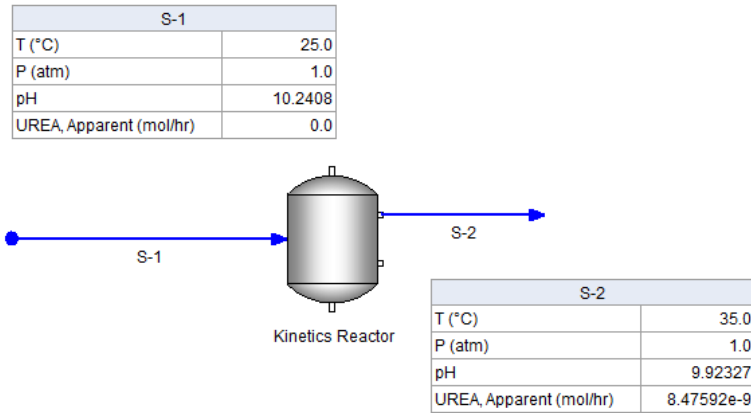 S-1
T (°C) 25.0
P (atm) 1.0
pH 10.2408
UREA, Apparent (mol/hr) 0.0
S-1
S-2
Kinetics Reactor
S-2
T (°C) 35.0
P (atm) 1.0
pH 9.92327
UREA, Apparent (mol/hr) 8.47592e-9